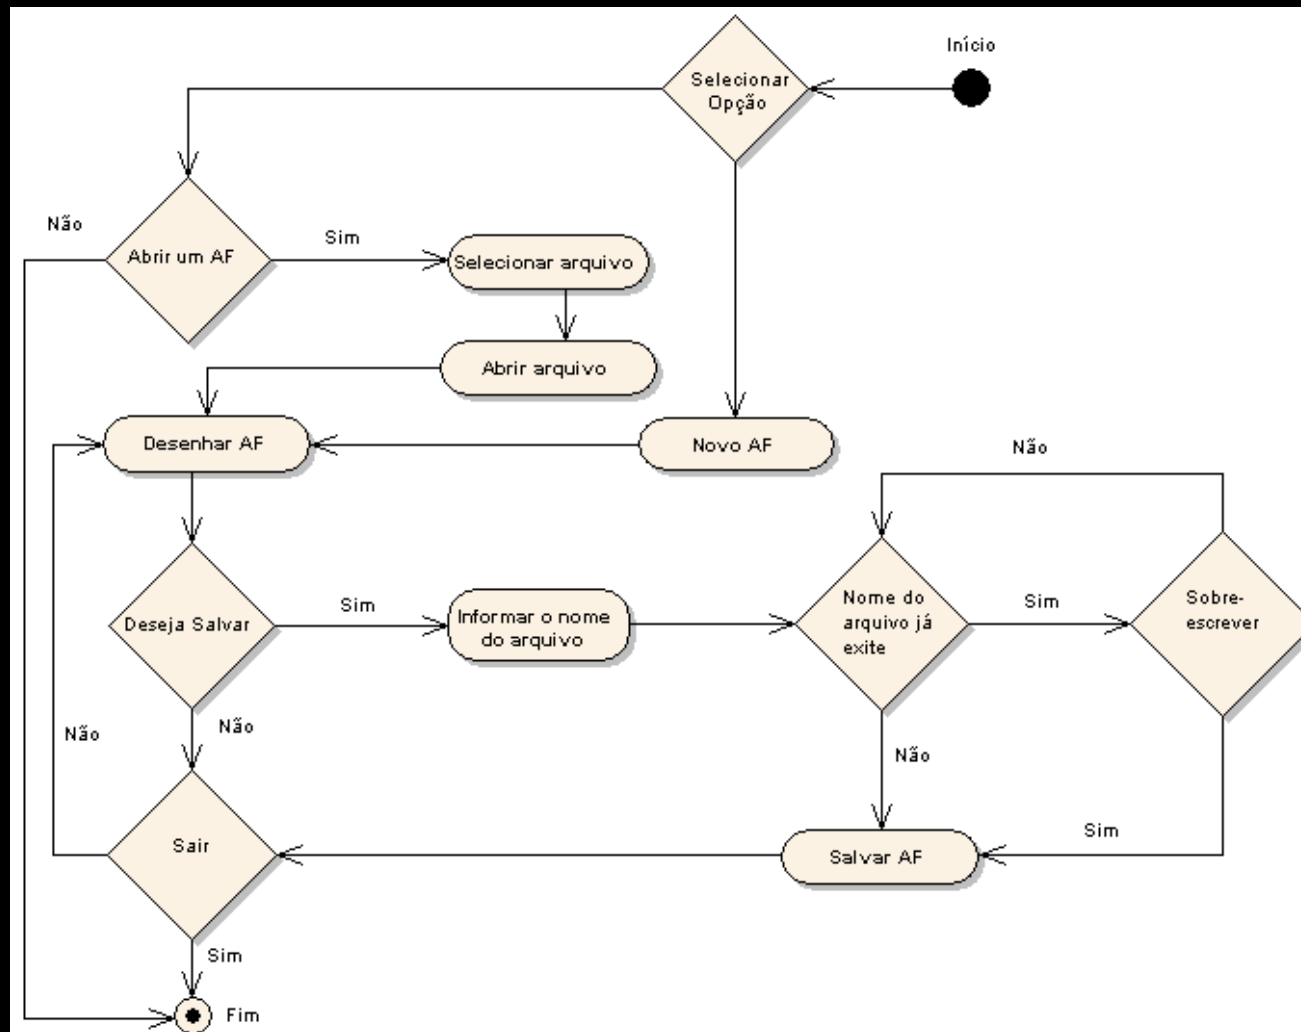 Início
Selecionar
Opção
Não
Abrir um AF
Sim
Selecionar arquivo
Abrir arquivo
Desenhar AF
Novo AF
Não
Deseja Salvar
Sim
Informar o nome
do arquivo
Nome do
arquivo já
exite
Sim
Sobre-
escrever
Não
Não
Não
Sair
Salvar AF
Sim
Sim
Fim